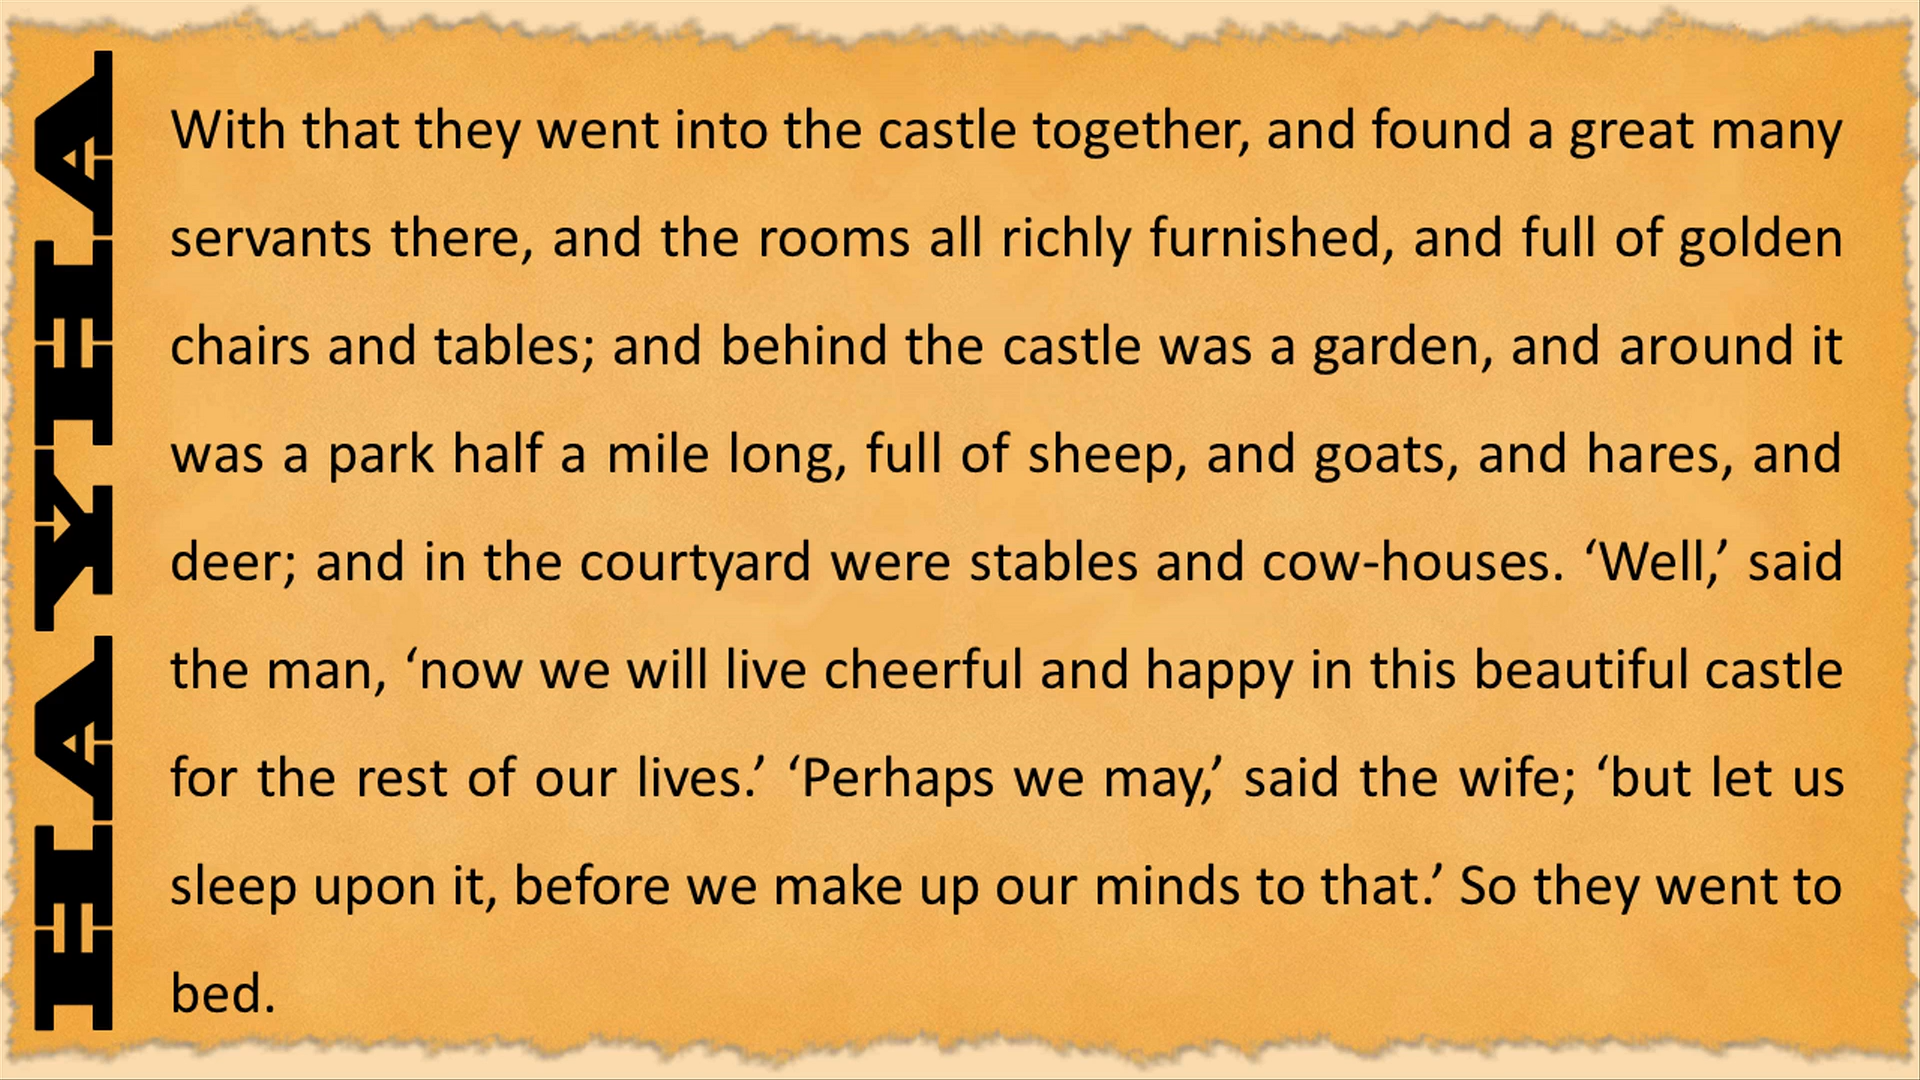 HAYHA
With that they went into the castle together, and found a great many
servants there, and the rooms all richly furnished, and full of golden
chairs and tables; and behind the castle was a garden, and around it
was a park half a mile long, full of sheep, and goats, and hares, and
deer; and in the courtyard were stables and cow-houses. ‘Well,’ said
the man, ‘now we will live cheerful and happy in this beautiful castle
for the rest of our lives.’ ‘Perhaps we may,’ said the wife; ‘but let us
sleep upon it, before we make up our minds to that.’ So they went to
bed.